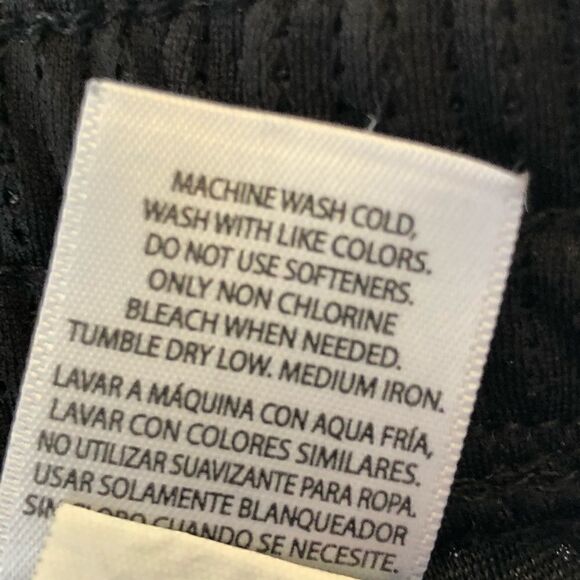 MACHINE WASH COLD,
WASH WITH LIKE COLORS.
DO NOT USE SOFTENERS.
ONLY NON CHLORINE
BLEACH WHEN NEEDED.
TUMBLE DRY LOW. MEDIUM IRON.
LAVAR A MÁQUINA CON AQUA FRÍA,
LAVAR CON COLORES SIMILARES.
NO UTILIZAR SUAVIZANTE PARA ROPA.
USAR SOLAMENTE BLANQUEADOR
SIN CLORO CUANDO SE NECESITE.